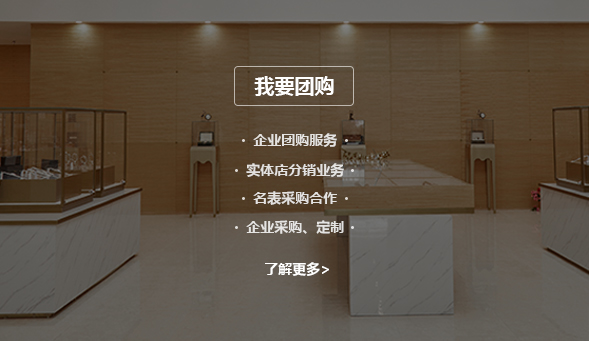 我要团购
· 企业团购服务 ·
· 实体店分销业务 ·
· 名表采购合作 ·
· 企业采购、定制 ·
了解更多>